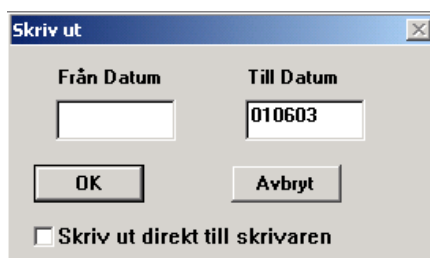 Skriv ut
Från Datum Till Datum
010603
OK Avbryt
Skriv ut direkt till skrivaren